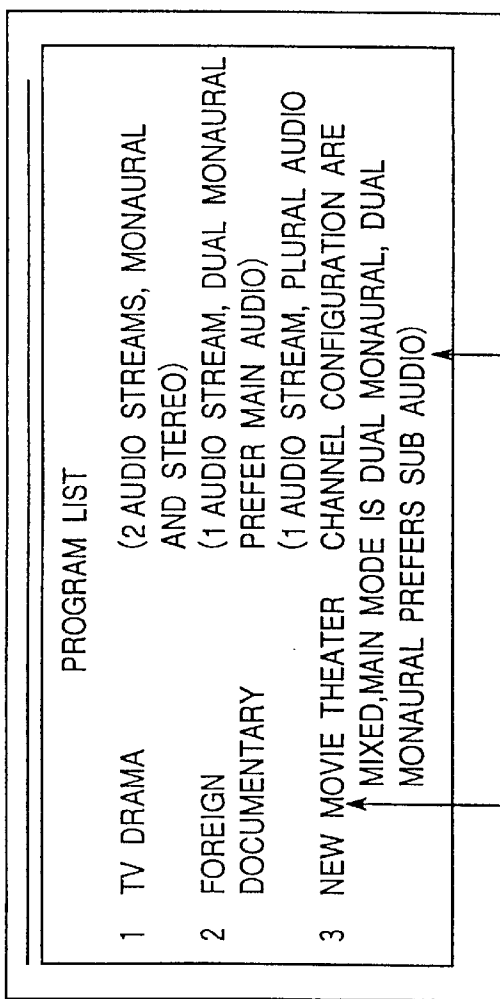 PROGRAM LIST
1 TV DRAMA (2 AUDIO STREAMS, MONAURAL
AND STEREO)
2 FOREIGN (1 AUDIO STREAM, DUAL MONAURAL
DOCUMENTARY PREFER MAIN AUDIO)
(1 AUDIO STREAM, PLURAL AUDIO
3 NEW MOVIE THEATER CHANNEL CONFIGURATION ARE
MIXED,MAIN MODE IS DUAL MONAURAL, DUAL
MONAURAL PREFERS SUB AUDIO)